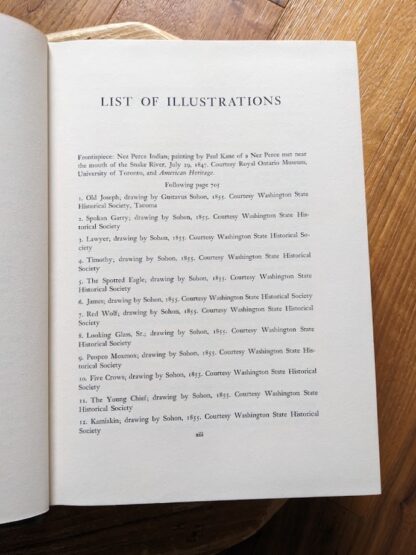 LIST OF ILLUSTRATIONS
Frontispiece: Nez Perce Indian; painting by Paul Kane of a Nez Perce met near
the mouth of the Snake River, July 29, 1847. Courtesy Royal Ontario Museum,
University of Toronto, and American Heritage.
Following page 705
1. Old Joseph; drawing by Gustavus Sohon, 1855. Courtesy Washington State
Historical Society, Tacoma
2. Spokan Garry; drawing by Sohon, 1855. Courtesy Washington State His-
torical Society
3. Lawyer; drawing by Sohon, 1855. Courtesy Washington State Historical So-
ciety
4. Timothy; drawing by Sohon, 1855. Courtesy Washington State Historical
Society
5. The Spotted Eagle; drawing by Sohon, 1855. Courtesy Washington State
Historical Society
6. James; drawing by Sohon, 1855. Courtesy Washington State Historical Society
7. Red Wolf; drawing by Sohon, 1855. Courtesy Washington State Historical
Society
8. Looking Glass, Sr.; drawing by Sohon, 1855. Courtesy Washington State
Historical Society
9. Peopeo Moxmox; drawing by Sohon, 1855. Courtesy Washington State His-
torical Society
10. Five Crows; drawing by Sohon, 1855. Courtesy Washington State Historical
Society
11. The Young Chief; drawing by Sohon, 1855. Courtesy Washington State
Historical Society
12. Kamiakin; drawing by Sohon, 1855. Courtesy Washington State Historical
Society
xiii